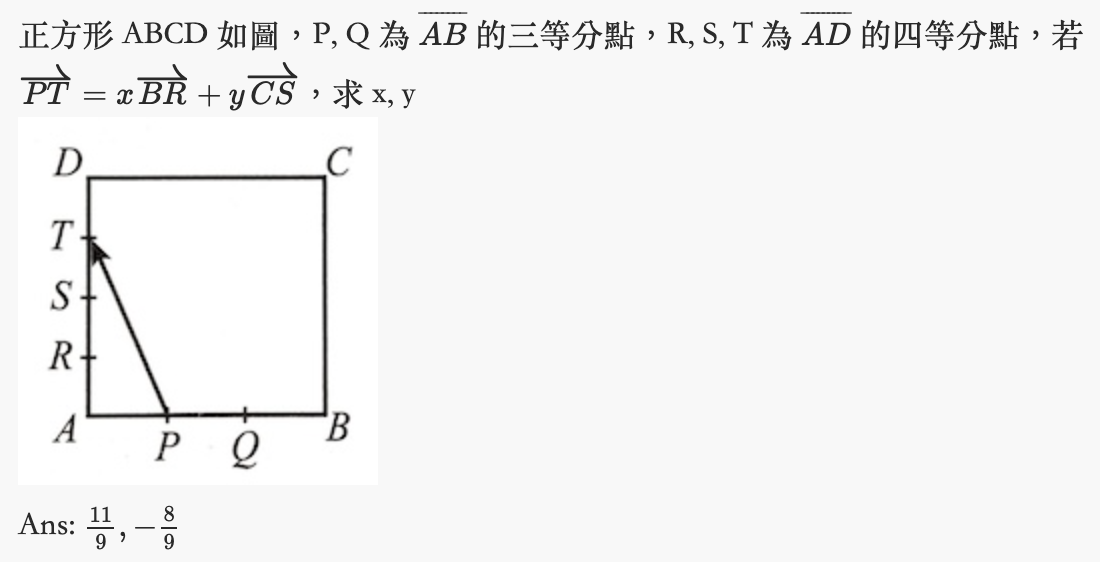 正方形 ABCD 如圖，P, Q 為 $\overline{AB}$ 的三等分點，R, S, T 為 $\overline{AD}$ 的四等分點，若
$\overrightarrow{PT} = x\overrightarrow{BR} + y\overrightarrow{CS}$，求 x, y
D C
T
S
R
A P Q B
Ans: $\frac{11}{9}, -\frac{8}{9}$